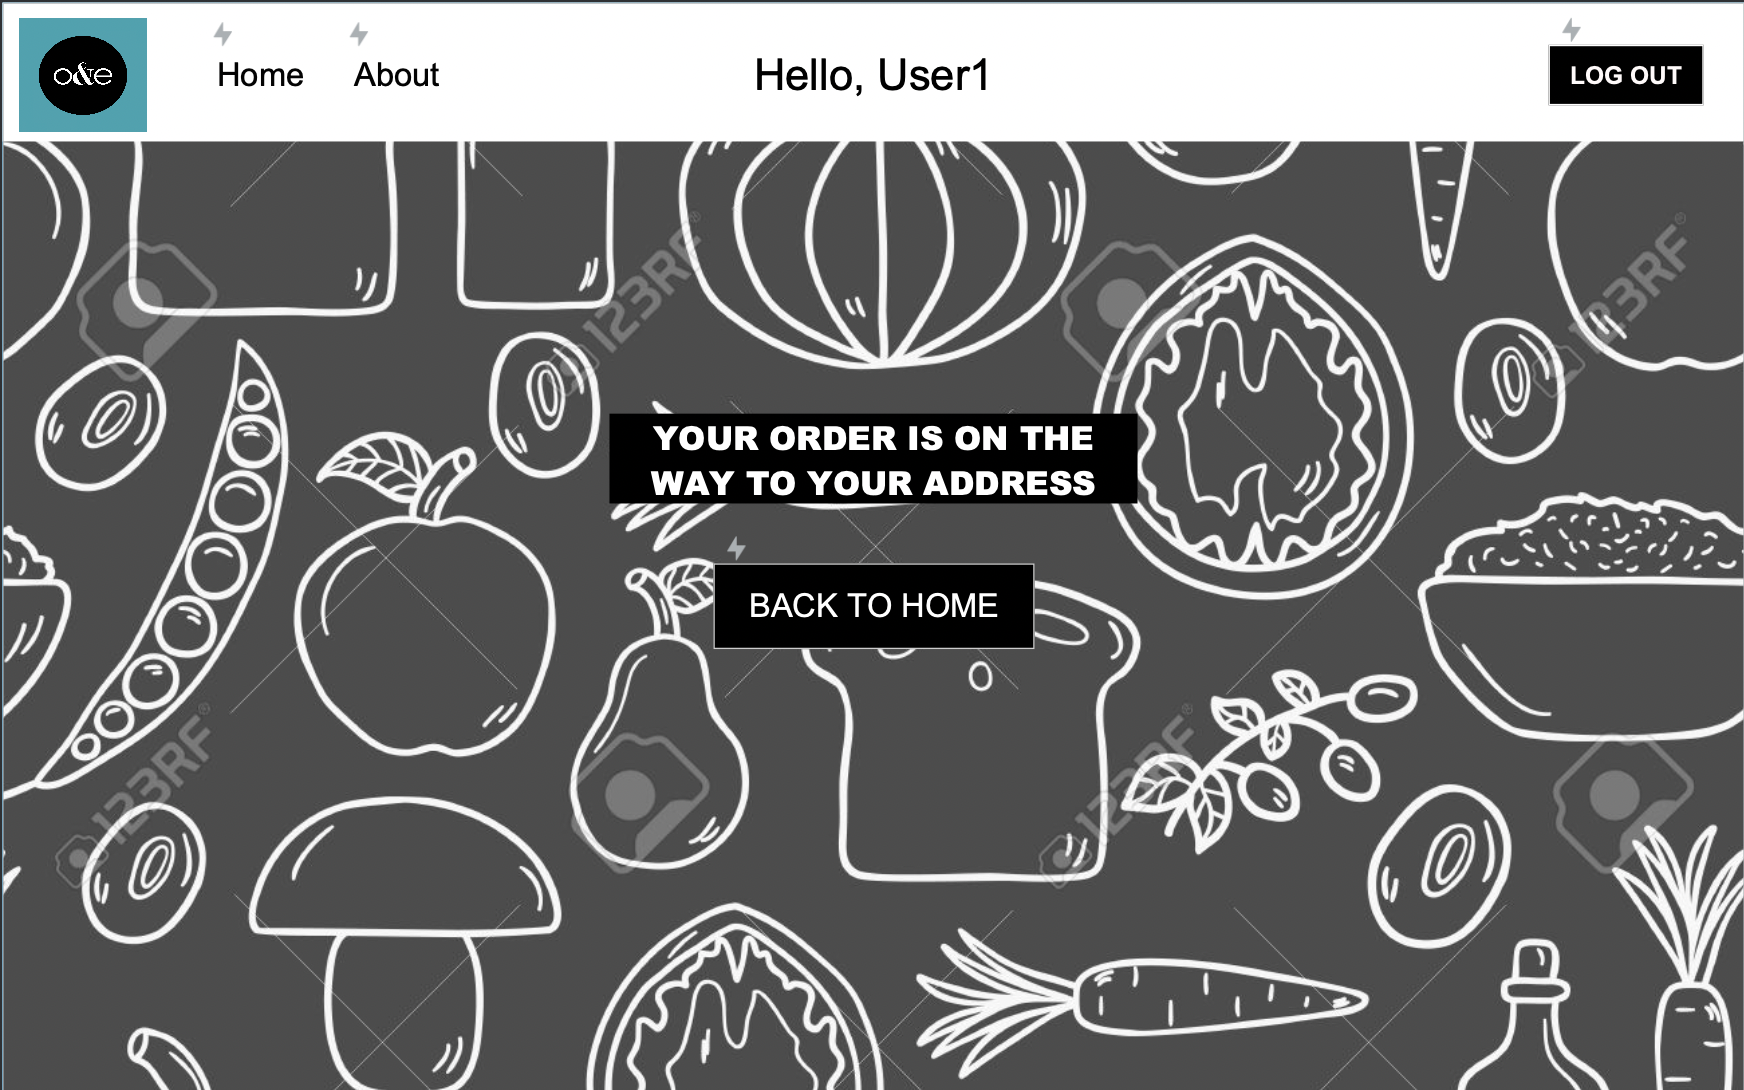 o&e
Home
About
Hello, User1
LOG OUT
123RF®
123RF®
YOUR ORDER IS ON THE
WAY TO YOUR ADDRESS
BACK TO HOME
123RF®
123RF®